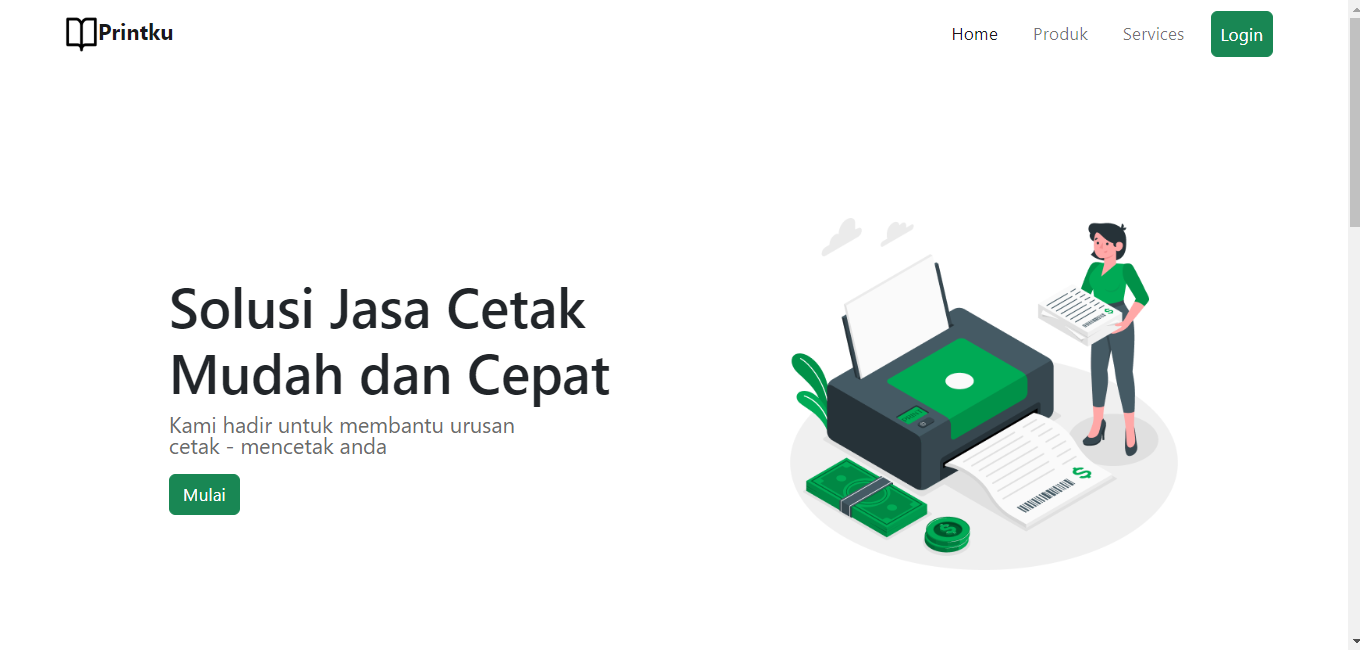 Printku
Home
Produk
Services
Login
Solusi Jasa Cetak
Mudah dan Cepat
Kami hadir untuk membantu urusan
cetak - mencetak anda
Mulai
$
$
$